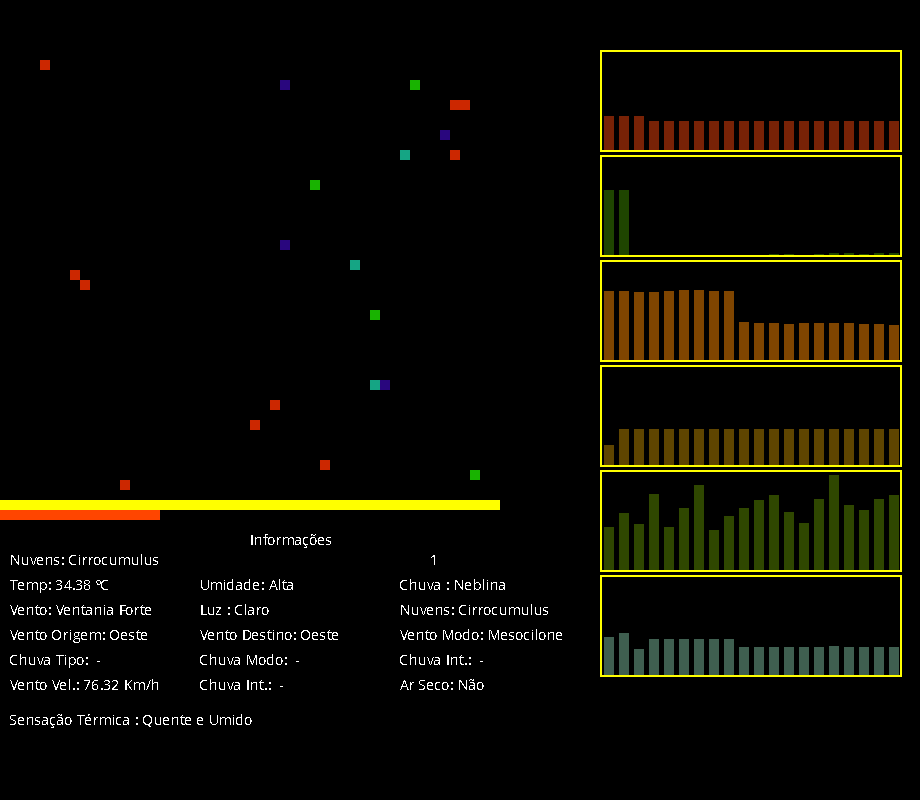 Informações
Nuvens: Cirrocumulus 1
Temp: 34.38 ºC Umidade: Alta Chuva : Neblina
Vento: Ventania Forte Luz : Claro Nuvens: Cirrocumulus
Vento Origem: Oeste Vento Destino: Oeste Vento Modo: Mesocilone
Chuva Tipo: - Chuva Modo: - Chuva Int.: -
Vento Vel.: 76.32 Km/h Chuva Int.: - Ar Seco: Não
Sensação Térmica : Quente e Umido